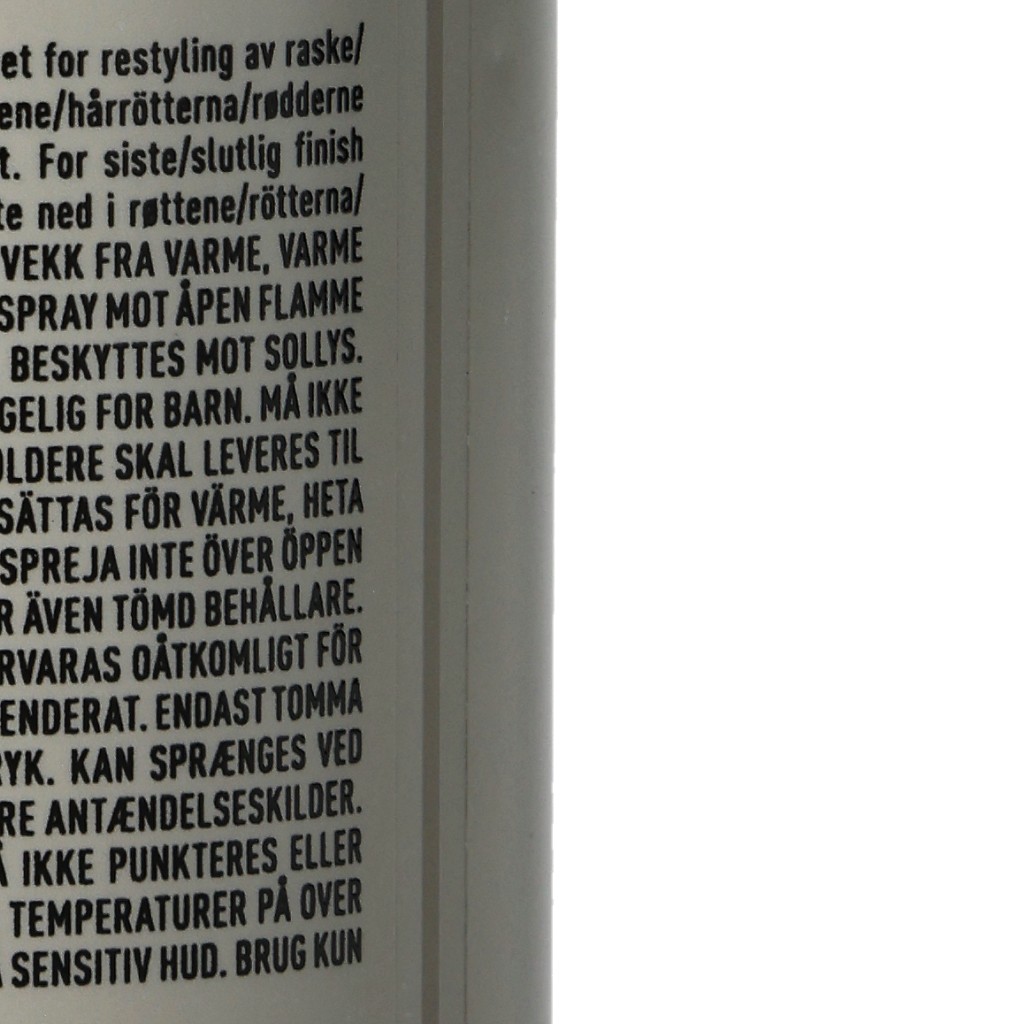 et for restyling av raske/
ene/hårrötterna/rødderne
t. For siste/slutlig finish
te ned i røttene/rötterna/
VEKK FRA VARME, VARME
SPRAY MOT ÅPEN FLAMME
BESKYTTES MOT SOLLYS.
GELIG FOR BARN. MÅ IKKE
OLDERE SKAL LEVERES TIL
SÄTTAS FÖR VÄRME, HETA
SPREJA INTE ÖVER ÖPPEN
R ÄVEN TÖMD BEHÅLLARE.
RVARAS OÅTKOMLIGT FÖR
ENDERAT. ENDAST TOMMA
RYK. KAN SPRÆNGES VED
RE ANTÆNDELSESKILDER.
Å IKKE PUNKTERES ELLER
TEMPERATURER PÅ OVER
SENSITIV HUD. BRUG KUN